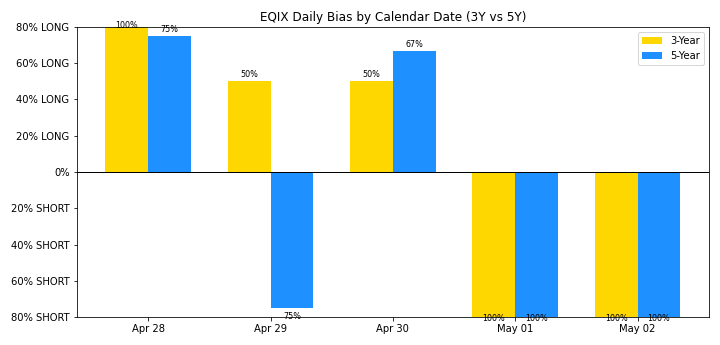 EQIX Daily Bias by Calendar Date (3Y vs 5Y)
80% LONG
60% LONG
40% LONG
20% LONG
0%
20% SHORT
40% SHORT
60% SHORT
80% SHORT
100%
75%
50%
75%
50%
67%
100%
100%
100%
100%
3-Year
5-Year
Apr 28
Apr 29
Apr 30
May 01
May 02